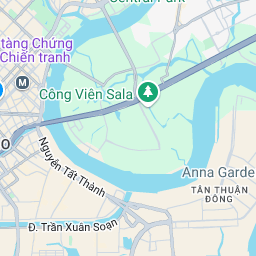 Central Park
tàng Chứng
Chiến tranh
M
Công Viên Sala
O
Nguyễn Tất Thành
Anna Garde
TÂN THUẬN
ĐÔNG
Đ. Trần Xuân Soạn